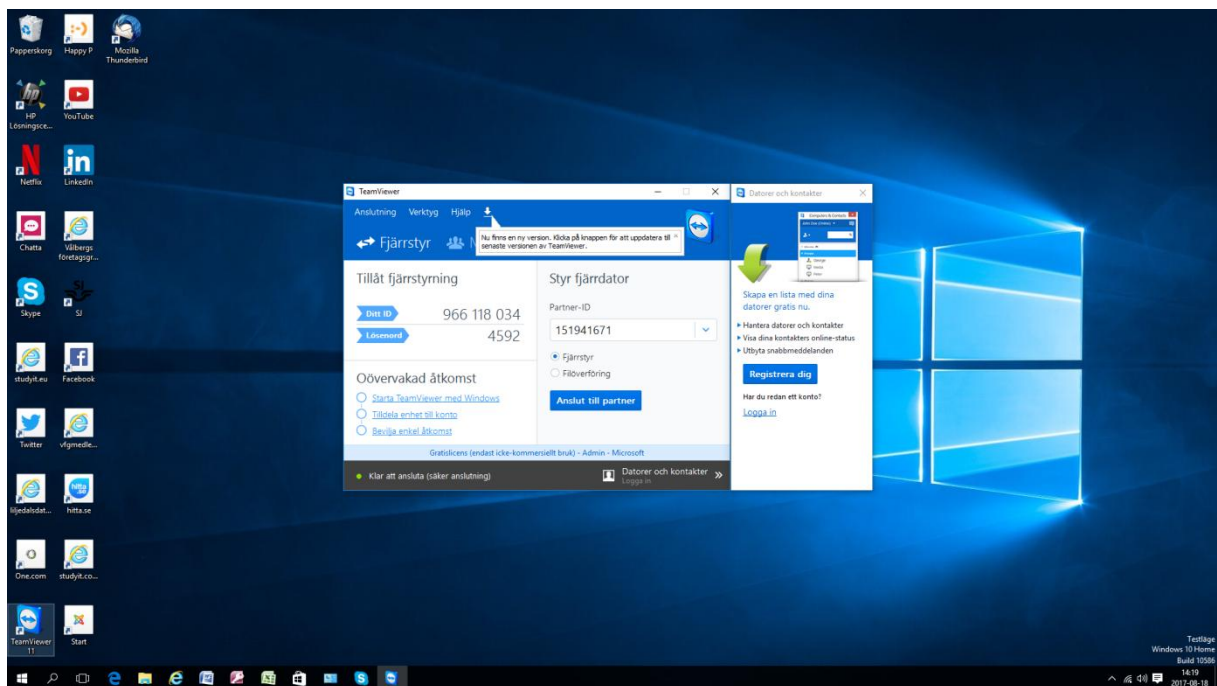 Papperskorg
Happy P
Mozilla
Thunderbird
hp
HP
Lösningsce...
YouTube
Netflix
in
LinkedIn
Chatta
Vålbergs
företagsgr...
Skype
SJ
SJ
studyit.eu
Facebook
Twitter
vfgmedle...
liljedalsdat...
hitta.se
hitta.se
One.com
studyit.co...
TeamViewer
11
Start
TeamViewer
Anslutning Verktyg Hjälp
Fjärrstyr
Nu finns en ny version. Klicka på knappen för att uppdatera till
senaste versionen av TeamViewer.
Tillåt fjärrstyrning
Ditt ID 966 118 034
Lösenord 4592
Oövervakad åtkomst
Starta TeamViewer med Windows
Tilldela enhet till konto
Bevilja enkel åtkomst
Styr fjärrdator
Partner-ID
151941671
Fjärrstyr
Filöverföring
Anslut till partner
Gratislicens (endast icke-kommersiellt bruk) - Admin - Microsoft
Klar att ansluta (säker anslutning)
Datorer och kontakter
Logga in
Datorer och kontakter
Computers & Contacts
Skapa en lista med dina
datorer gratis nu.
Hantera datorer och kontakter
Visa dina kontakters online-status
Utbyta snabbmeddelanden
Registrera dig
Har du redan ett konto?
Logga in
Testläge
Windows 10 Home
Build 10586
14:19
2017-08-18